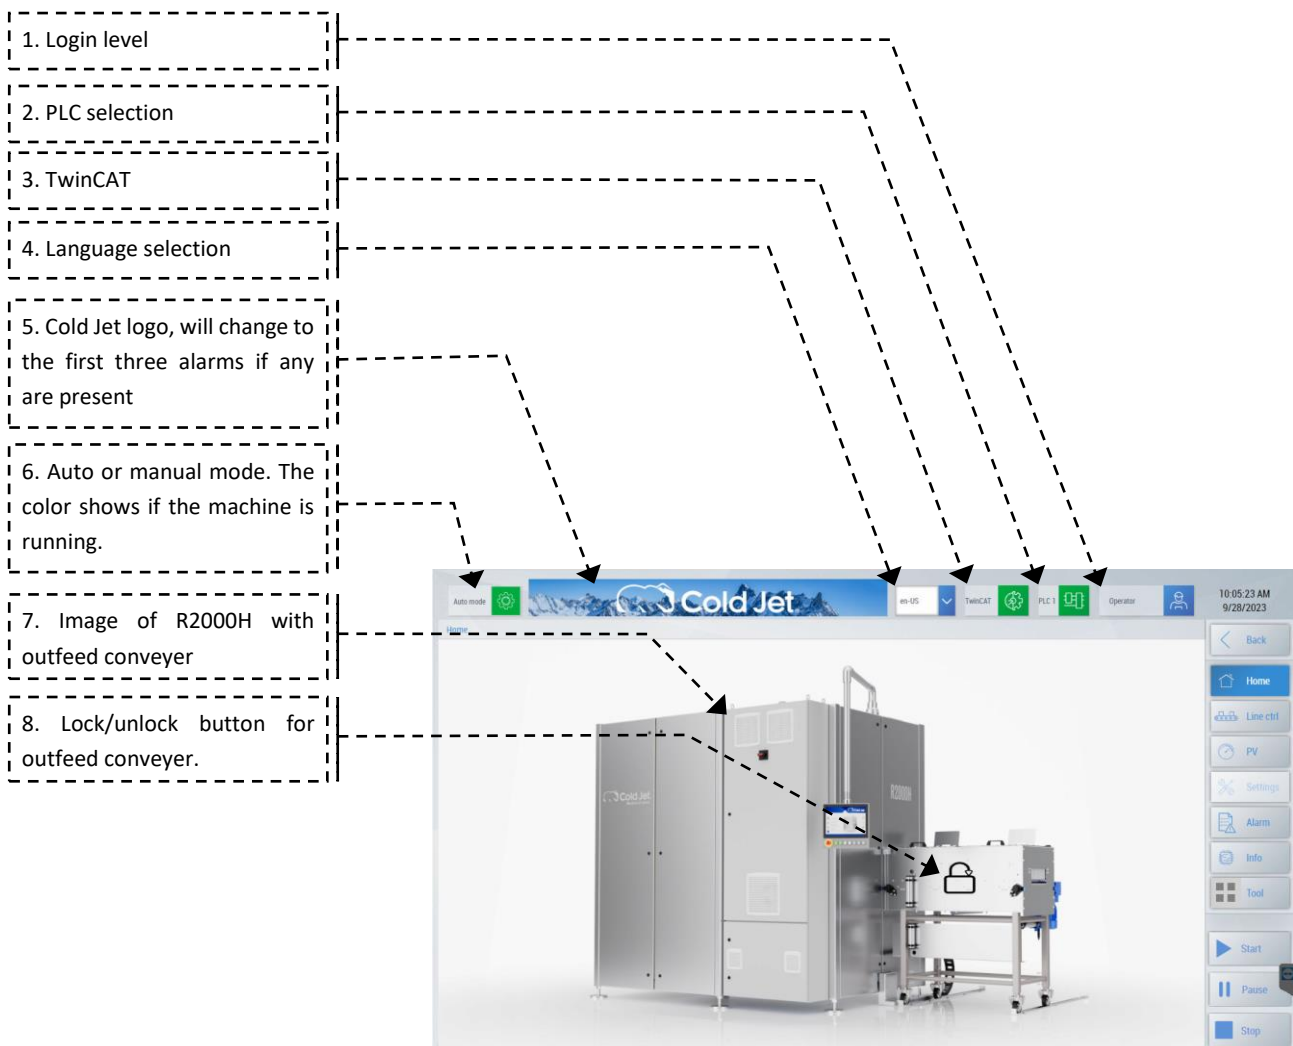 1. Login level
2. PLC selection
3. TwinCAT
4. Language selection
5. Cold Jet logo, will change to
the first three alarms if any
are present
6. Auto or manual mode. The
color shows if the machine is
running.
7. Image of R2000H with
outfeed conveyer
8. Lock/unlock button for
outfeed conveyer.
Auto mode
Cold Jet
en-US
TwinCAT
PLC 1
Operator
10:05:23 AM
9/28/2023
Home
Back
Home
Line ctrl
PV
Settings
Alarm
Info
Tool
Start
Pause
Stop
Cold Jet
R2000H